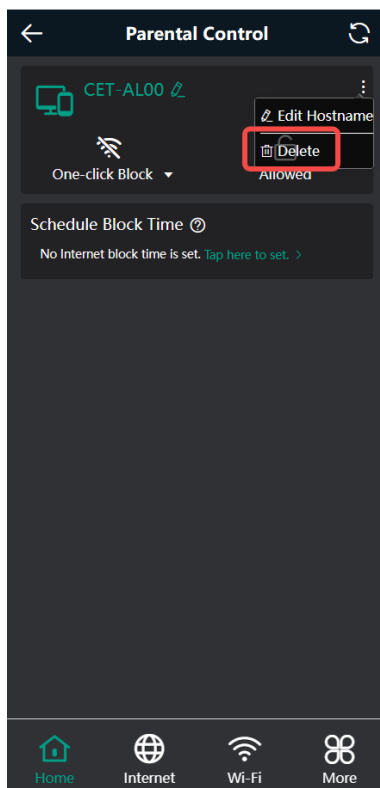 Parental Control
CET-AL00
Edit Hostname
Delete
One-click Block
Allowed
Schedule Block Time
No Internet block time is set. Tap here to set. >
Home
Internet
Wi-Fi
More